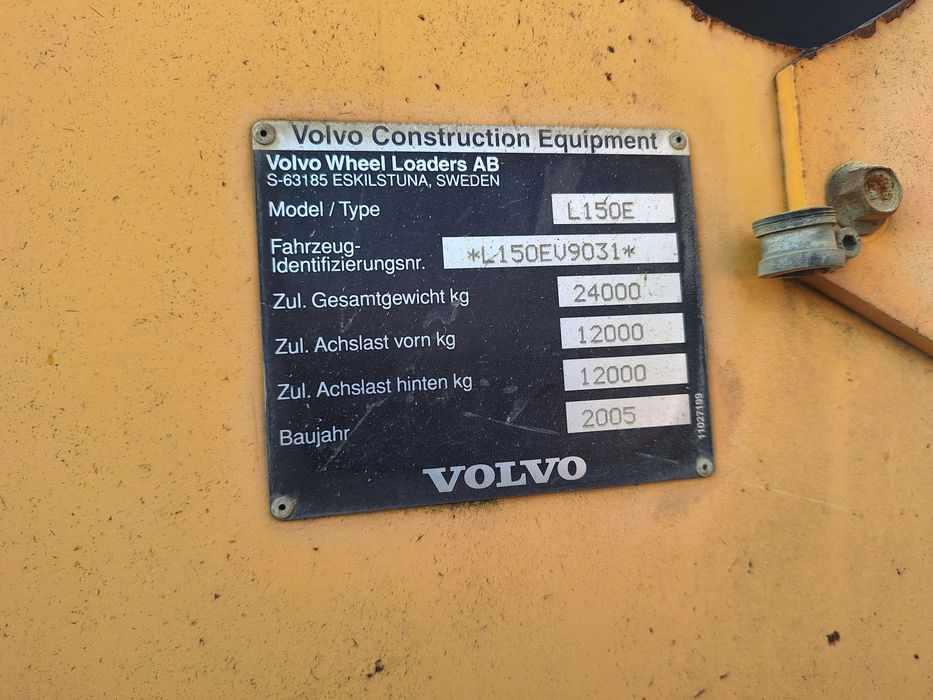 Volvo Construction Equipment
Volvo Wheel Loaders AB
S-63185 ESKILSTUNA, SWEDEN
Model / Type L150E
Fahrzeug-
Identifizierungsnr. *L150EV9031*
Zul. Gesamtgewicht kg 24000
Zul. Achslast vorn kg 12000
Zul. Achslast hinten kg 12000
Baujahr 2005
11027199
VOLVO